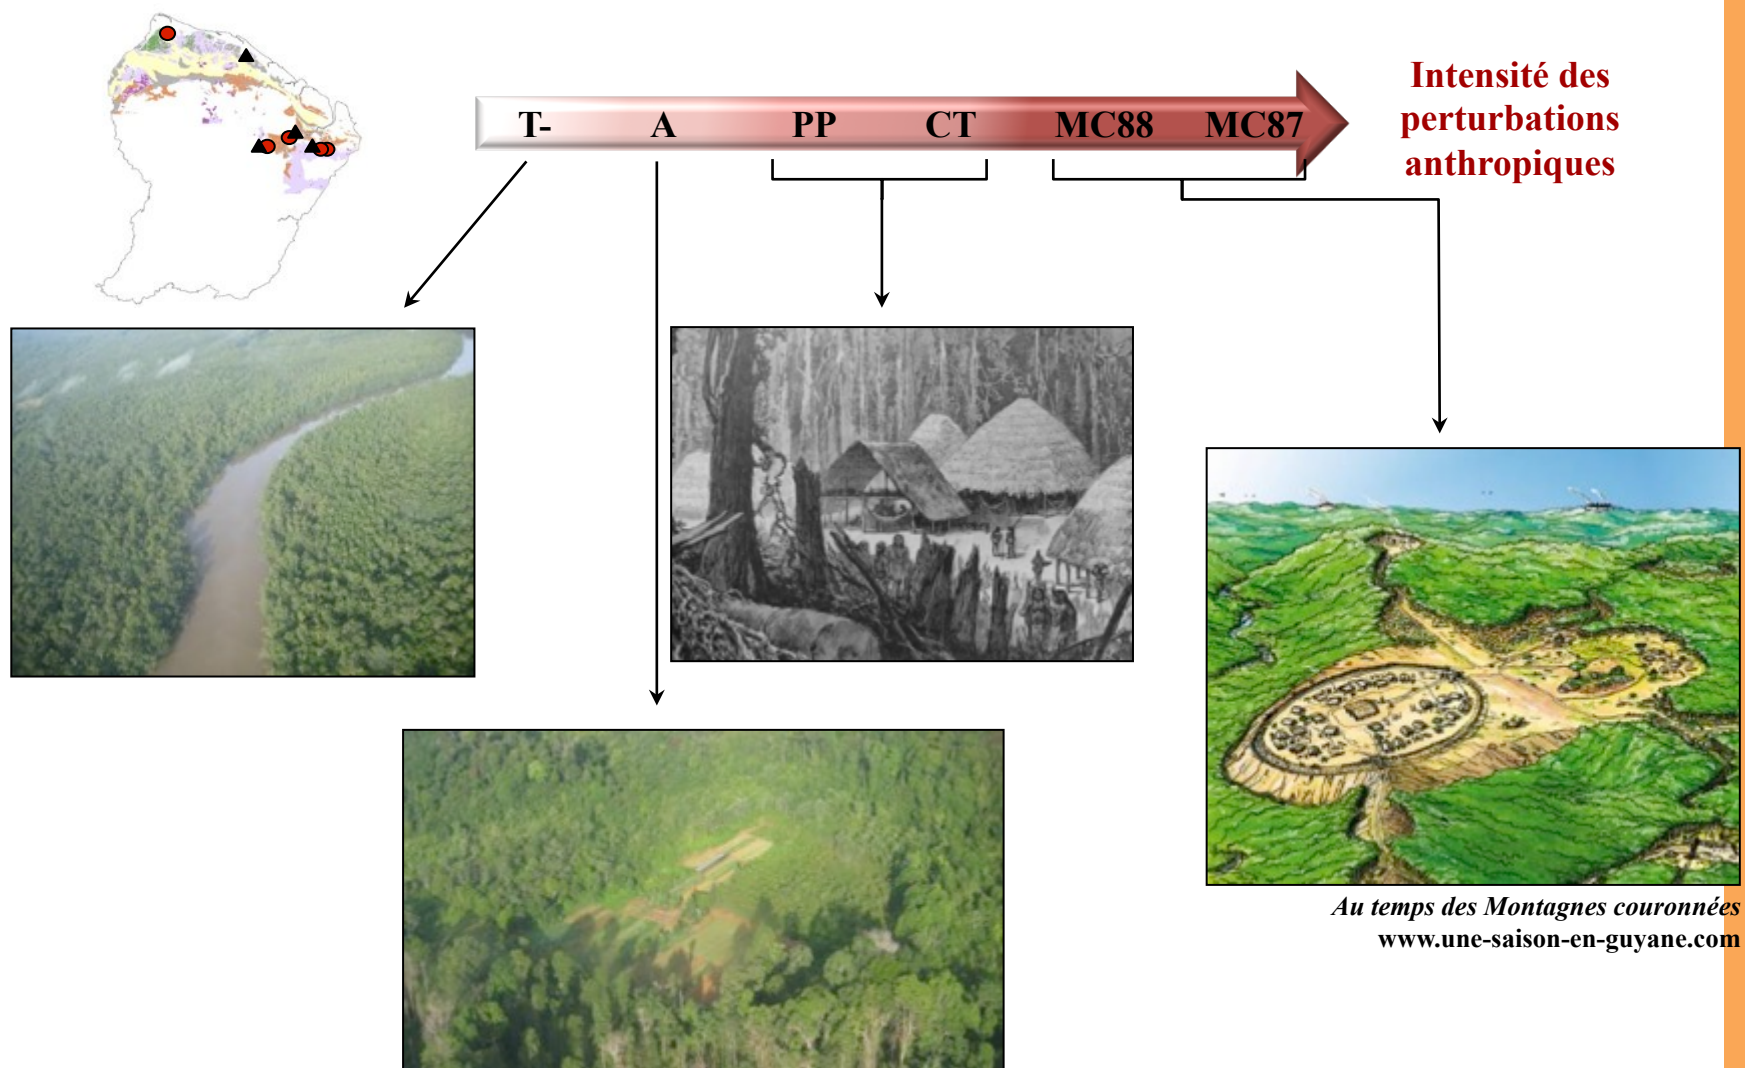 T- A PP CT MC88 MC87
Intensité des
perturbations
anthropiques
Au temps des Montagnes couronnées
www.une-saison-en-guyane.com